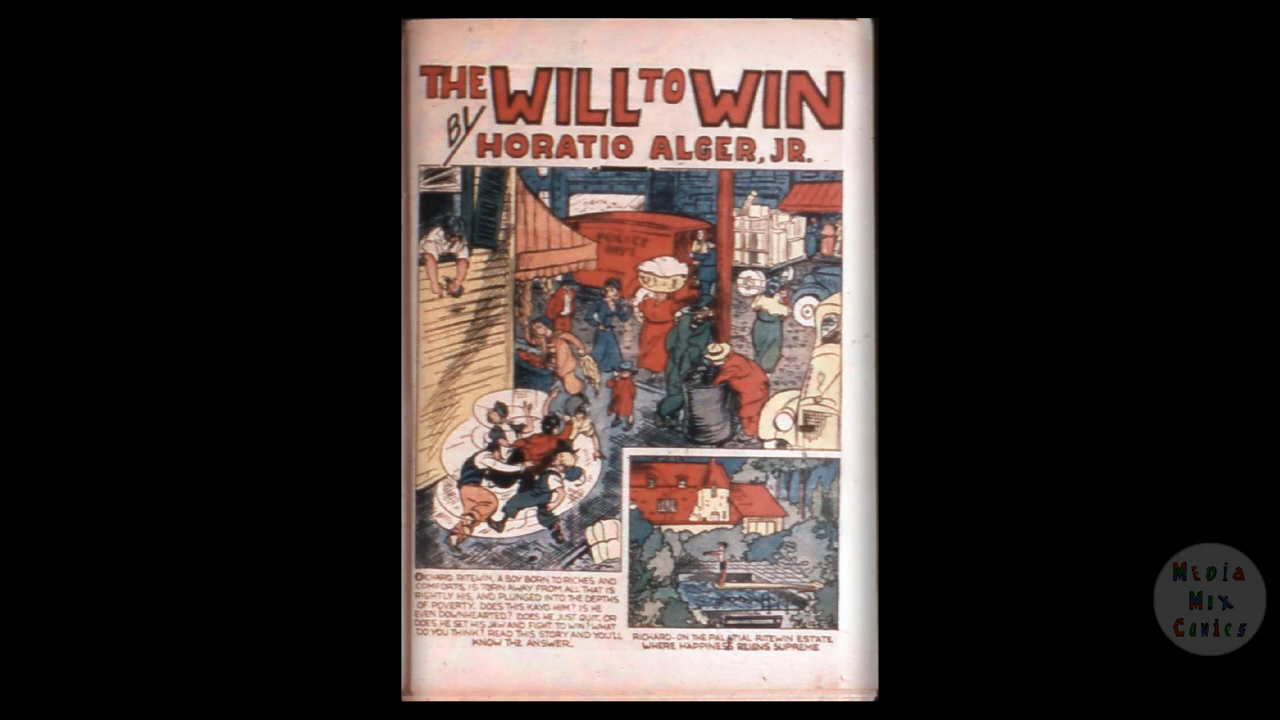 THE WILL TO WIN
BY
HORATIO ALGER, JR.
POLICE
DEP'T
RICHARD RITEWIN, A BOY BORN TO RICHES AND
COMFORTS, IS TORN AWAY FROM ALL THAT IS
RIGHTLY HIS, AND PLUNGED INTO THE DEPTHS
OF POVERTY. DOES THIS KAYO HIM? IS HE
EVEN DOWNHEARTED? DOES HE JUST QUIT, OR
DOES HE SET HIS JAW AND FIGHT TO WIN? WHAT
DO YOU THINK? READ THIS STORY AND YOU'LL
KNOW THE ANSWER...
RICHARD- ON THE PALATIAL RITEWIN ESTATE
WHERE HAPPINESS REIGNS SUPREME
Media
Mix
Comics